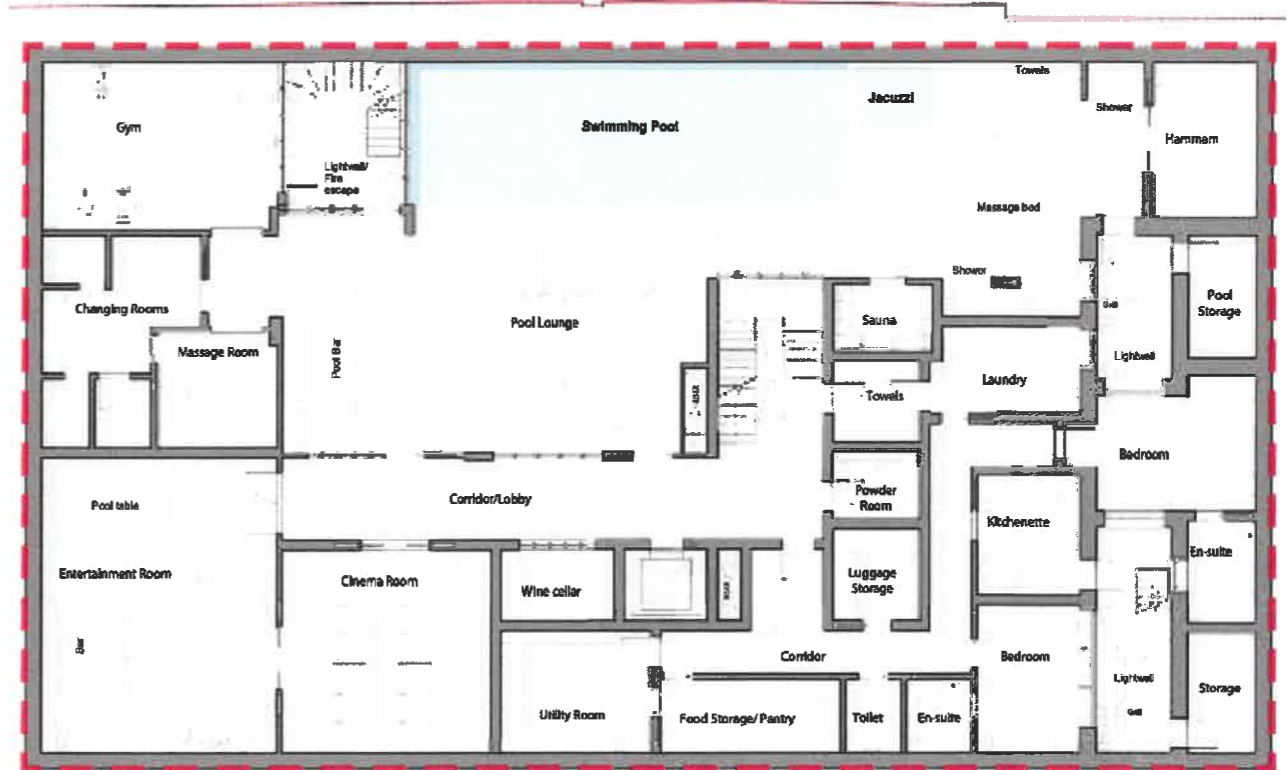 Towels
Jacuzzi
Shower
Swimming Pool
Gym
Hammam
Lightwell/
Fire
escape
Massage bed
Shower
Changing Rooms
Pool
Storage
Sauna
Pool Lounge
Massage Room
Pool Bar
Lightwell
Laundry
RISER
Towels
Bedroom
Powder
Room
Corridor/Lobby
Pool table
Kitchenette
En-suite
Entertainment Room
Cinema Room
Wine cellar
RISER
Luggage
Storage
Bar
Corridor
Bedroom
Lightwell
Storage
Utility Room
Food Storage/ Pantry
Toilet
En-suite